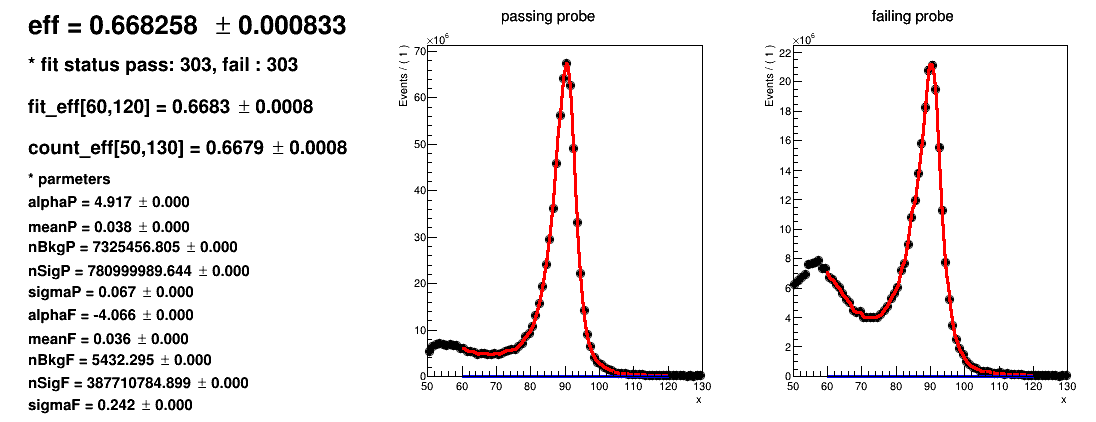 eff = 0.668258 ± 0.000833
* fit status pass: 303, fail : 303
fit_eff[60,120] = 0.6683 ± 0.0008
count_eff[50,130] = 0.6679 ± 0.0008
* parmeters
alphaP = 4.917 ± 0.000
meanP = 0.038 ± 0.000
nBkgP = 7325456.805 ± 0.000
nSigP = 780999989.644 ± 0.000
sigmaP = 0.067 ± 0.000
alphaF = -4.066 ± 0.000
meanF = 0.036 ± 0.000
nBkgF = 5432.295 ± 0.000
nSigF = 387710784.899 ± 0.000
sigmaF = 0.242 ± 0.000
passing probe
×10⁶
Events / ( 1 )
70
60
50
40
30
20
10
0
50 60 70 80 90 100 110 120 130
x
failing probe
×10⁶
Events / ( 1 )
22
20
18
16
14
12
10
8
6
4
2
0
50 60 70 80 90 100 110 120 130
x